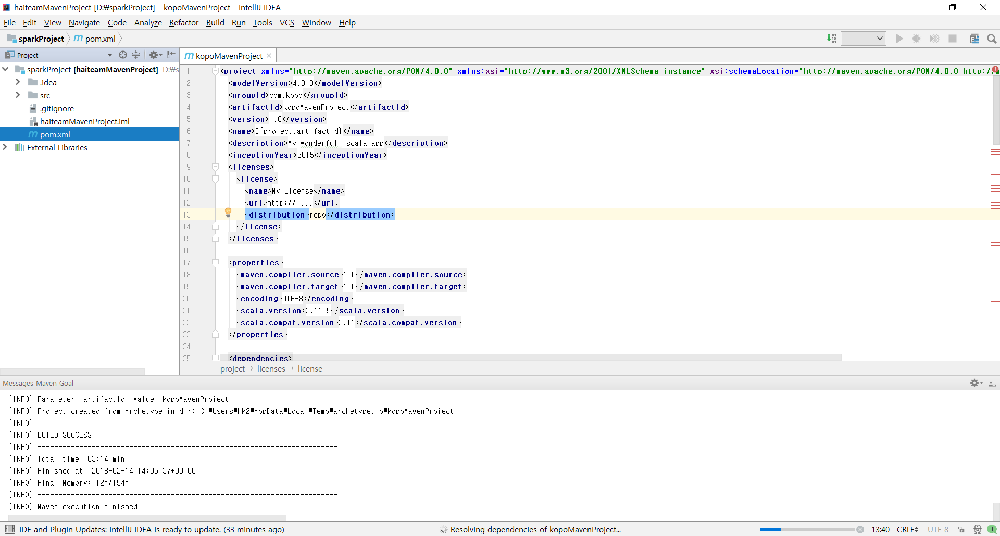 haiteamMavenProject [D:₩sparkProject] - kopoMavenProject - IntelliJ IDEA
File Edit View Navigate Code Analyze Refactor Build Run Tools VCS Window Help
sparkProject pom.xml
Project
kopoMavenProject
sparkProject [haiteamMavenProject] D:₩s
.idea
src
.gitignore
haiteamMavenProject.iml
pom.xml
External Libraries
1 <project xmlns="http://maven.apache.org/POM/4.0.0" xmlns:xsi="http://www.w3.org/2001/XMLSchema-instance" xsi:schemaLocation="http://maven.apache.org/POM/4.0.0 http://
2 <modelVersion>4.0.0</modelVersion>
3 <groupId>com.kopo</groupId>
4 <artifactId>kopoMavenProject</artifactId>
5 <version>1.0</version>
6 <name>${project.artifactId}</name>
7 <description>My wonderfull scala app</description>
8 <inceptionYear>2015</inceptionYear>
9 <licenses>
10 <license>
11 <name>My License</name>
12 <url>http://....</url>
13 <distribution>repo</distribution>
14 </license>
15 </licenses>
16
17 <properties>
18 <maven.compiler.source>1.6</maven.compiler.source>
19 <maven.compiler.target>1.6</maven.compiler.target>
20 <encoding>UTF-8</encoding>
21 <scala.version>2.11.5</scala.version>
22 <scala.compat.version>2.11</scala.compat.version>
23 </properties>
24
25 <dependencies>
project › licenses › license
Messages Maven Goal
[INFO] Parameter: artifactId, Value: kopoMavenProject
[INFO] Project created from Archetype in dir: C:₩Users₩hk2₩AppData₩Local₩Temp₩archetypetmp₩kopoMavenProject
[INFO] ------------------------------------------------------------------------
[INFO] BUILD SUCCESS
[INFO] ------------------------------------------------------------------------
[INFO] Total time: 03:14 min
[INFO] Finished at: 2018-02-14T14:35:37+09:00
[INFO] Final Memory: 12M/154M
[INFO] ------------------------------------------------------------------------
[INFO] Maven execution finished
IDE and Plugin Updates: IntelliJ IDEA is ready to update. (33 minutes ago) Resolving dependencies of kopoMavenProject... 13:40 CRLF UTF-8 1